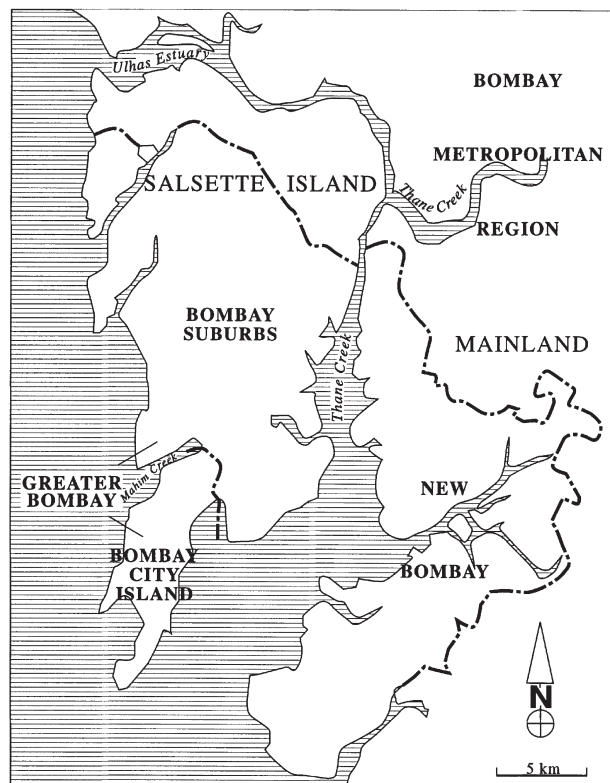 Ulhas Estuary
BOMBAY
METROPOLITAN
SALSETTE ISLAND
Thane Creek
REGION
BOMBAY
SUBURBS
MAINLAND
Thane Creek
GREATER
BOMBAY
Mahim Creek
NEW
BOMBAY
BOMBAY
CITY
ISLAND
N
5 km